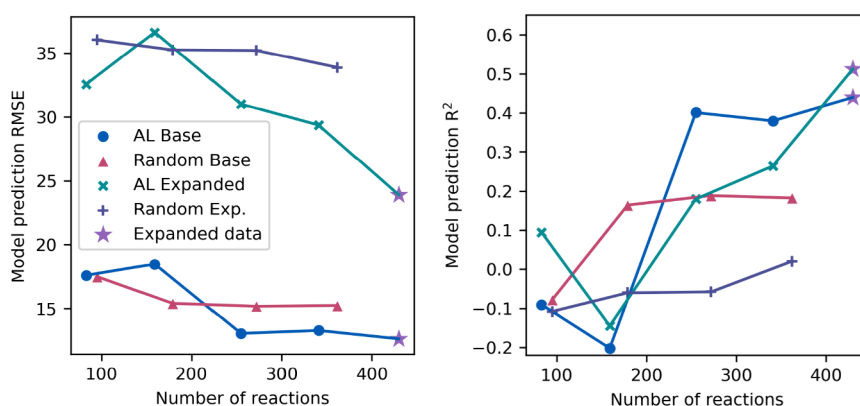 Model prediction RMSE
35
30
25
20
15
AL Base
Random Base
AL Expanded
Random Exp.
Expanded data
100 200 300 400
Number of reactions
Model prediction R²
0.6
0.5
0.4
0.3
0.2
0.1
0.0
−0.1
−0.2
100 200 300 400
Number of reactions